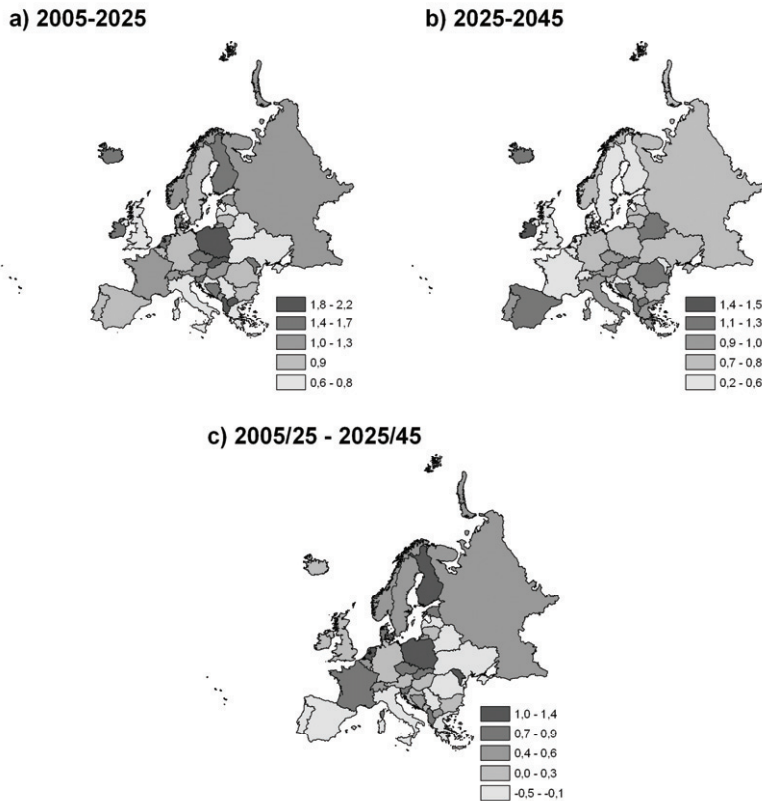 a) 2005-2025
b) 2025-2045
1,8 - 2,2
1,4 - 1,7
1,0 - 1,3
0,9
0,6 - 0,8
1,4 - 1,5
1,1 - 1,3
0,9 - 1,0
0,7 - 0,8
0,2 - 0,6
c) 2005/25 - 2025/45
1,0 - 1,4
0,7 - 0,9
0,4 - 0,6
0,0 - 0,3
-0,5 - -0,1